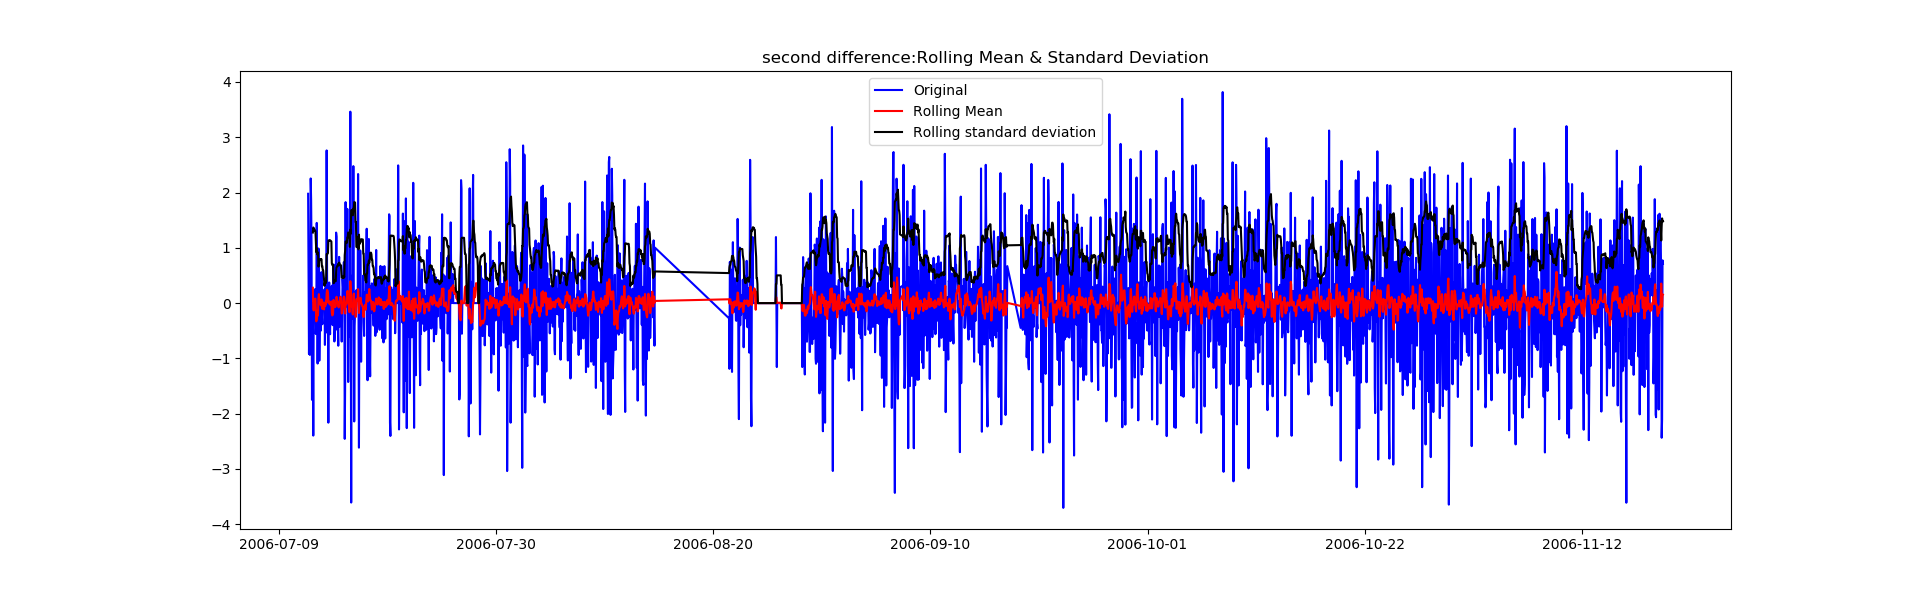 second difference:Rolling Mean & Standard Deviation
Original
Rolling Mean
Rolling standard deviation
4
3
2
1
0
−1
−2
−3
−4
2006-07-09 2006-07-30 2006-08-20 2006-09-10 2006-10-01 2006-10-22 2006-11-12